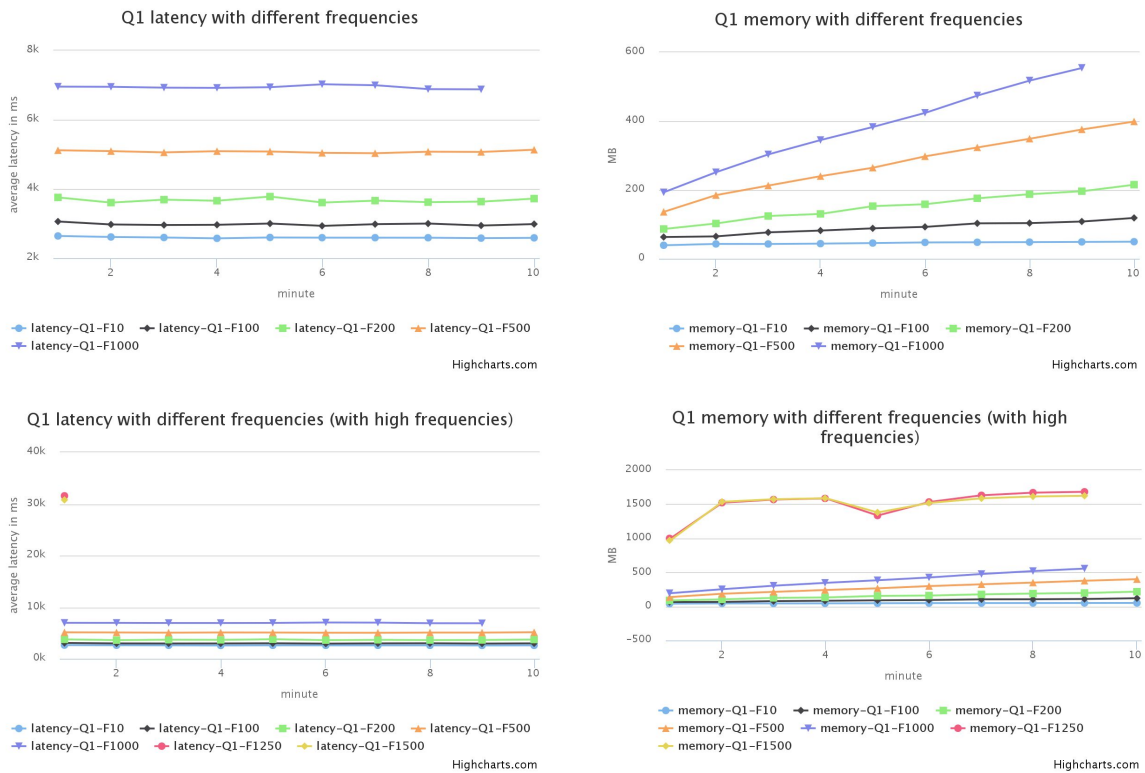 Q1 latency with different frequencies
8k
6k
4k
2k
average latency in ms
2 4 6 8 10
minute
latency-Q1-F10 latency-Q1-F100 latency-Q1-F200 latency-Q1-F500
latency-Q1-F1000
Highcharts.com
Q1 memory with different frequencies
600
400
200
0
MB
2 4 6 8 10
minute
memory-Q1-F10 memory-Q1-F100 memory-Q1-F200
memory-Q1-F500 memory-Q1-F1000
Highcharts.com
Q1 latency with different frequencies (with high frequencies)
40k
30k
20k
10k
0k
average latency in ms
2 4 6 8 10
minute
latency-Q1-F10 latency-Q1-F100 latency-Q1-F200 latency-Q1-F500
latency-Q1-F1000 latency-Q1-F1250 latency-Q1-F1500
Highcharts.com
Q1 memory with different frequencies (with high
frequencies)
2000
1500
1000
500
0
-500
MB
2 4 6 8 10
minute
memory-Q1-F10 memory-Q1-F100 memory-Q1-F200
memory-Q1-F500 memory-Q1-F1000 memory-Q1-F1250
memory-Q1-F1500
Highcharts.com